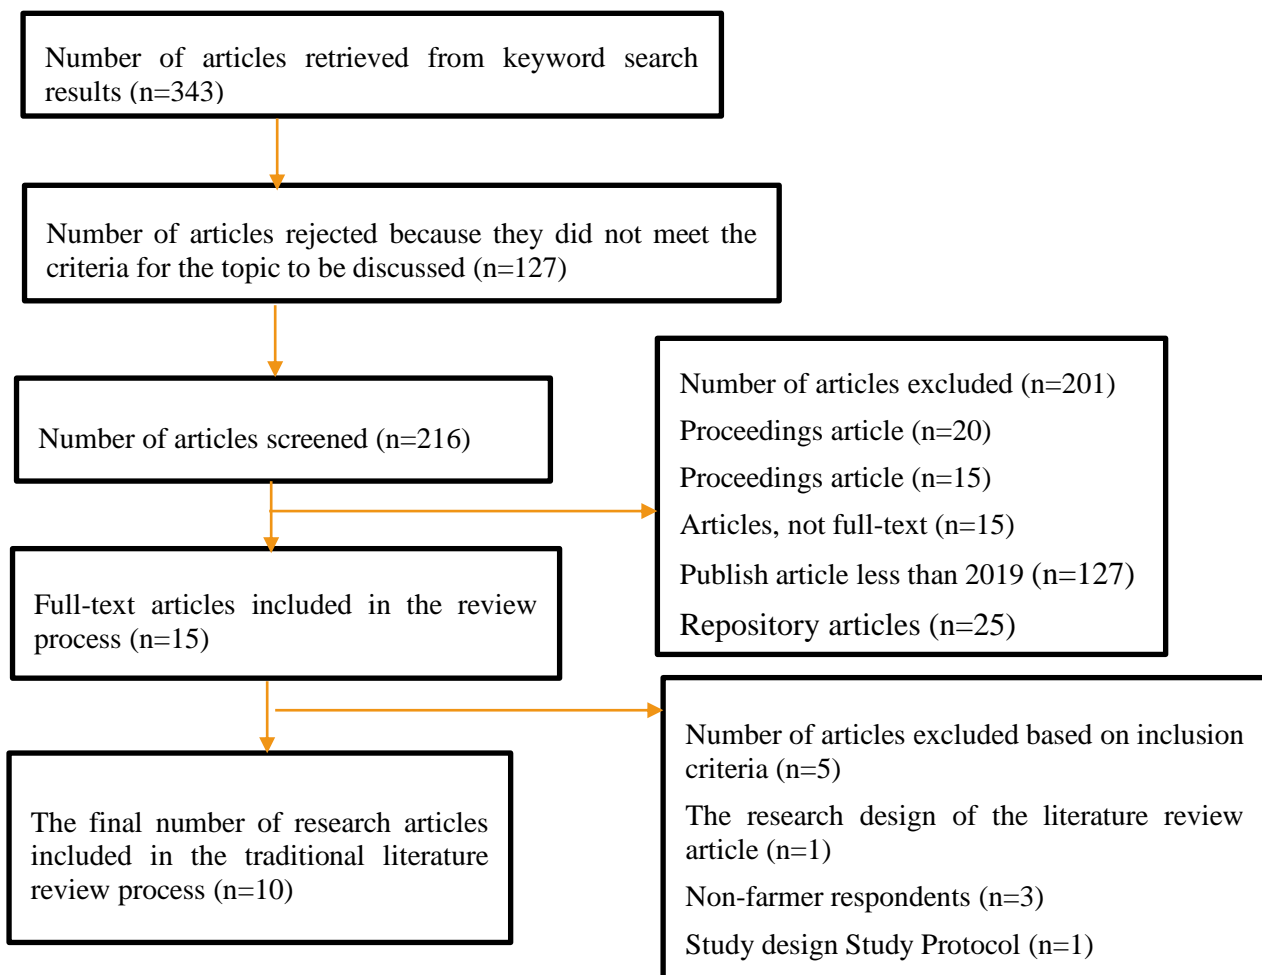 Number of articles retrieved from keyword search
results (n=343)
Number of articles rejected because they did not meet the
criteria for the topic to be discussed (n=127)
Number of articles screened (n=216)
Number of articles excluded (n=201)
Proceedings article (n=20)
Proceedings article (n=15)
Articles, not full-text (n=15)
Publish article less than 2019 (n=127)
Repository articles (n=25)
Full-text articles included in the review
process (n=15)
Number of articles excluded based on inclusion
criteria (n=5)
The research design of the literature review
article (n=1)
Non-farmer respondents (n=3)
Study design Study Protocol (n=1)
The final number of research articles
included in the traditional literature
review process (n=10)